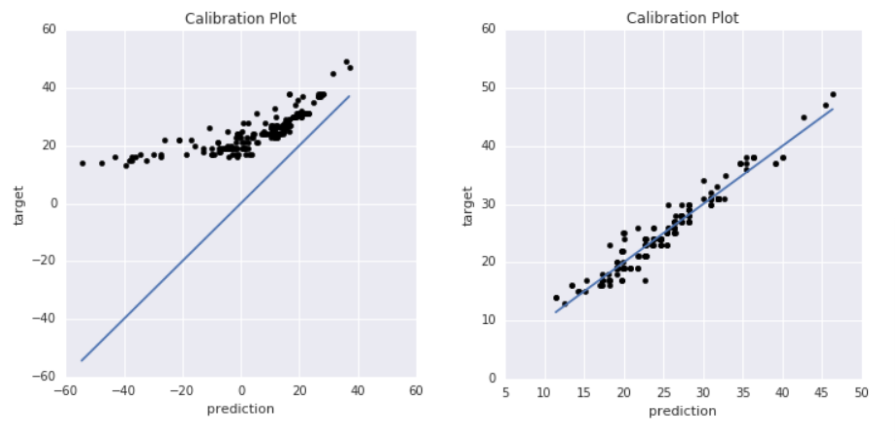 Calibration Plot
60
40
20
0
−20
−40
−60
−60 −40 −20 0 20 40 60
target
prediction
Calibration Plot
60
50
40
30
20
10
0
5 10 15 20 25 30 35 40 45 50
target
prediction